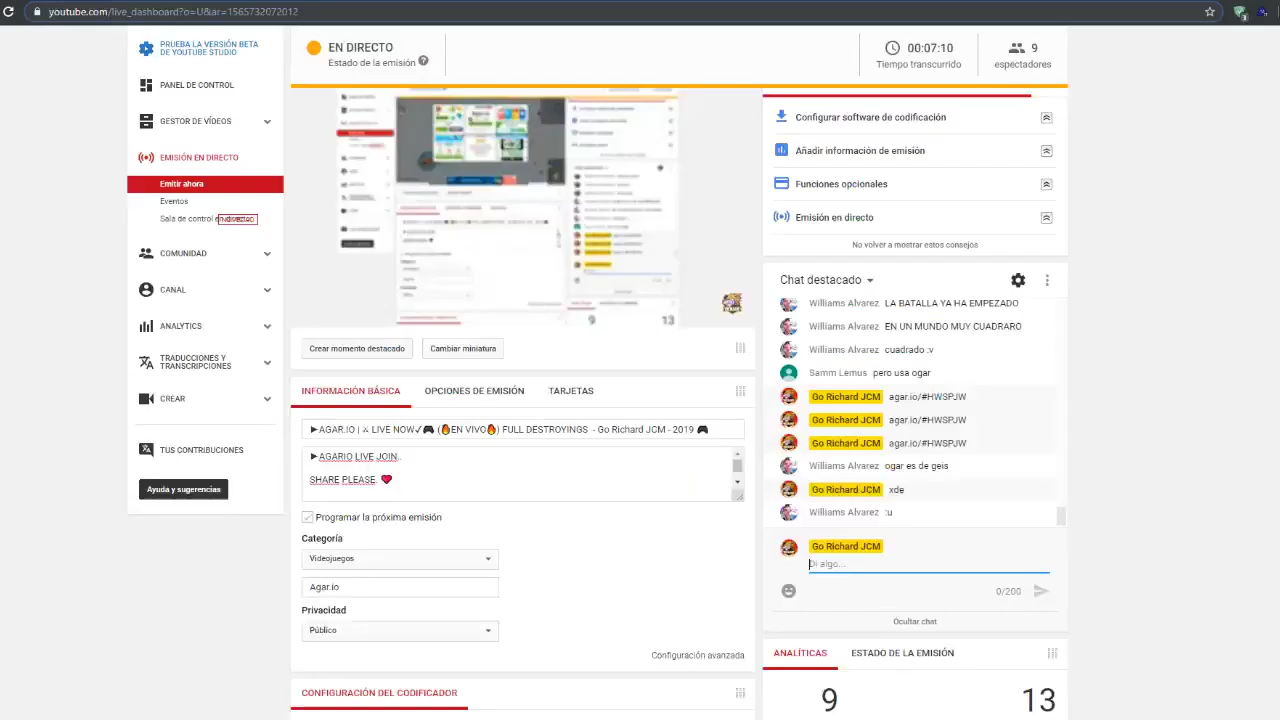 youtube.com/live_dashboard?o=U&ar=1565732072012
PRUEBA LA VERSIÓN BETA
DE YOUTUBE STUDIO
PANEL DE CONTROL
GESTOR DE VÍDEOS
EMISIÓN EN DIRECTO
Emitir ahora
Eventos
Sala de control
COMUNIDAD
CANAL
ANALYTICS
TRADUCCIONES Y
TRANSCRIPCIONES
CREAR
TUS CONTRIBUCIONES
Ayuda y sugerencias
EN DIRECTO
Estado de la emisión
00:07:10
Tiempo transcurrido
9
espectadores
9
13
Crear momento destacado
Cambiar miniatura
INFORMACIÓN BÁSICA
OPCIONES DE EMISIÓN
TARJETAS
►AGAR.IO | ⚔ LIVE NOW✓🎮 (🔥EN VIVO🔥) FULL DESTROYINGS - Go Richard JCM - 2019 🎮
►AGARIO LIVE JOIN..
SHARE PLEASE. 💖
Programar la próxima emisión
Categoría
Videojuegos
Agar.io
Privacidad
Público
Configuración avanzada
CONFIGURACIÓN DEL CODIFICADOR
Configurar software de codificación
Añadir información de emisión
Funciones opcionales
Emisión en directo
No volver a mostrar estos consejos
Chat destacado
Williams Alvarez LA BATALLA YA HA EMPEZADO
Williams Alvarez EN UN MUNDO MUY CUADRARO
Williams Alvarez cuadrado :v
Samm Lemus pero usa ogar
Go Richard JCM agar.io/#HWSPJW
Go Richard JCM agar.io/#HWSPJW
Go Richard JCM agar.io/#HWSPJW
Williams Alvarez ogar es de geis
Go Richard JCM xde
Williams Alvarez :u
Go Richard JCM
Di algo...
0/200
Ocultar chat
ANALÍTICAS
ESTADO DE LA EMISIÓN
9
13